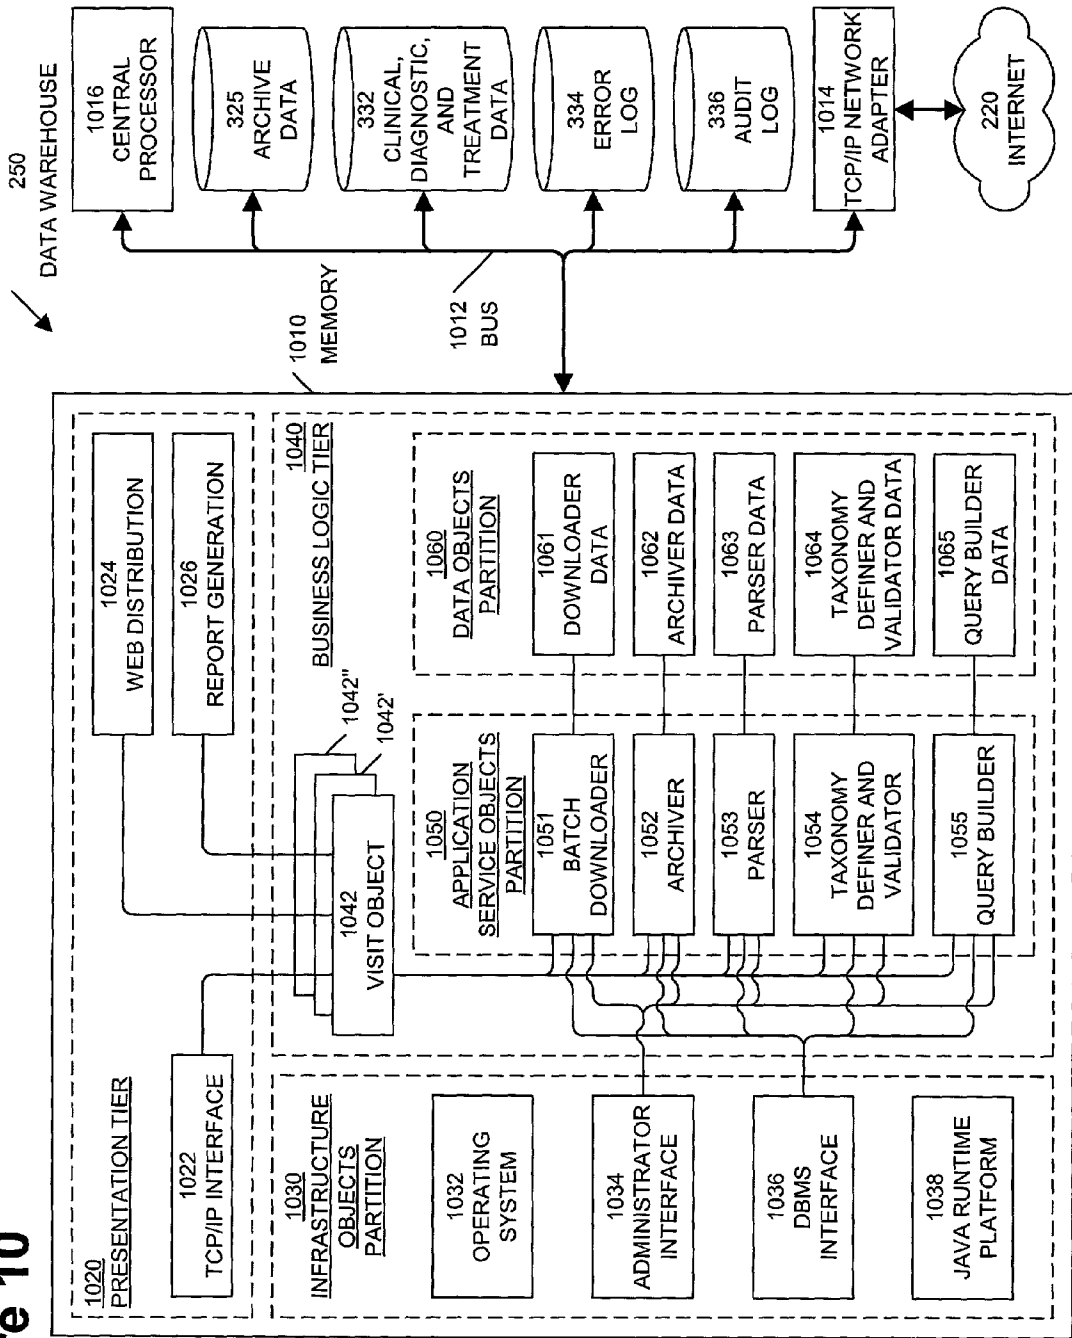 re 10
250
DATA WAREHOUSE
1010
MEMORY
1020
PRESENTATION TIER
1022
TCP/IP INTERFACE
1024
WEB DISTRIBUTION
1026
REPORT GENERATION
1030
INFRASTRUCTURE
OBJECTS
PARTITION
1032
OPERATING
SYSTEM
1034
ADMINISTRATOR
INTERFACE
1036
DBMS
INTERFACE
1038
JAVA RUNTIME
PLATFORM
1040
BUSINESS LOGIC TIER
1042"
1042'
1042
VISIT OBJECT
1050
APPLICATION
SERVICE OBJECTS
PARTITION
1051
BATCH
DOWNLOADER
1052
ARCHIVER
1053
PARSER
1054
TAXONOMY
DEFINER AND
VALIDATOR
1055
QUERY BUILDER
1060
DATA OBJECTS
PARTITION
1061
DOWNLOADER
DATA
1062
ARCHIVER DATA
1063
PARSER DATA
1064
TAXONOMY
DEFINER AND
VALIDATOR DATA
1065
QUERY BUILDER
DATA
1012
BUS
1016
CENTRAL
PROCESSOR
325
ARCHIVE
DATA
332
CLINICAL,
DIAGNOSTIC,
AND
TREATMENT
DATA
334
ERROR
LOG
336
AUDIT
LOG
1014
TCP/IP NETWORK
ADAPTER
220
INTERNET